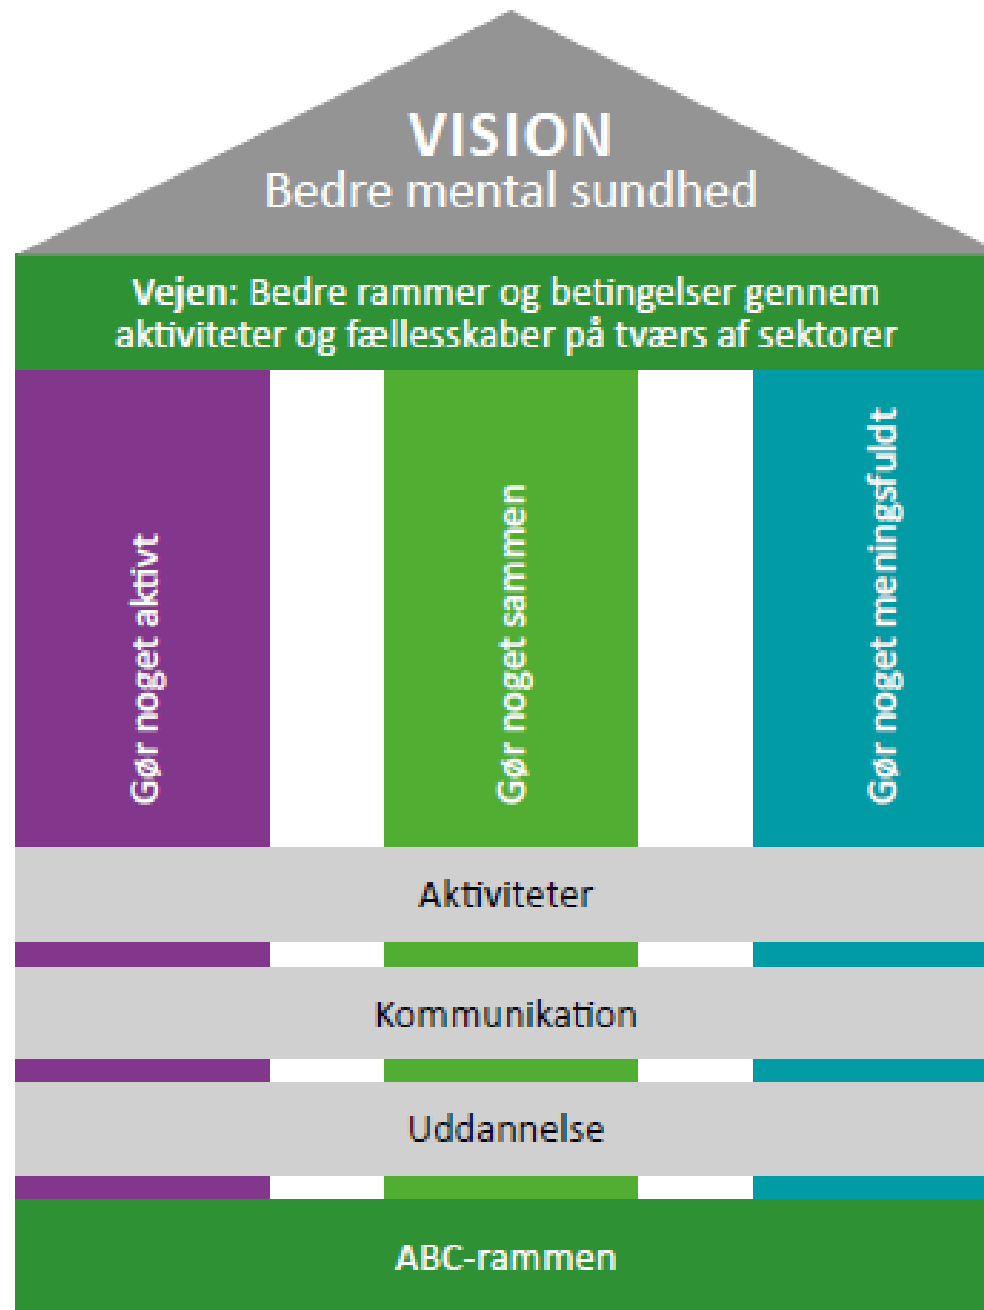 VISION
Bedre mental sundhed
Vejen: Bedre rammer og betingelser gennem
aktiviteter og fællesskaber på tværs af sektorer
Gør noget aktivt
Gør noget sammen
Gør noget meningsfuldt
Aktiviteter
Kommunikation
Uddannelse
ABC-rammen